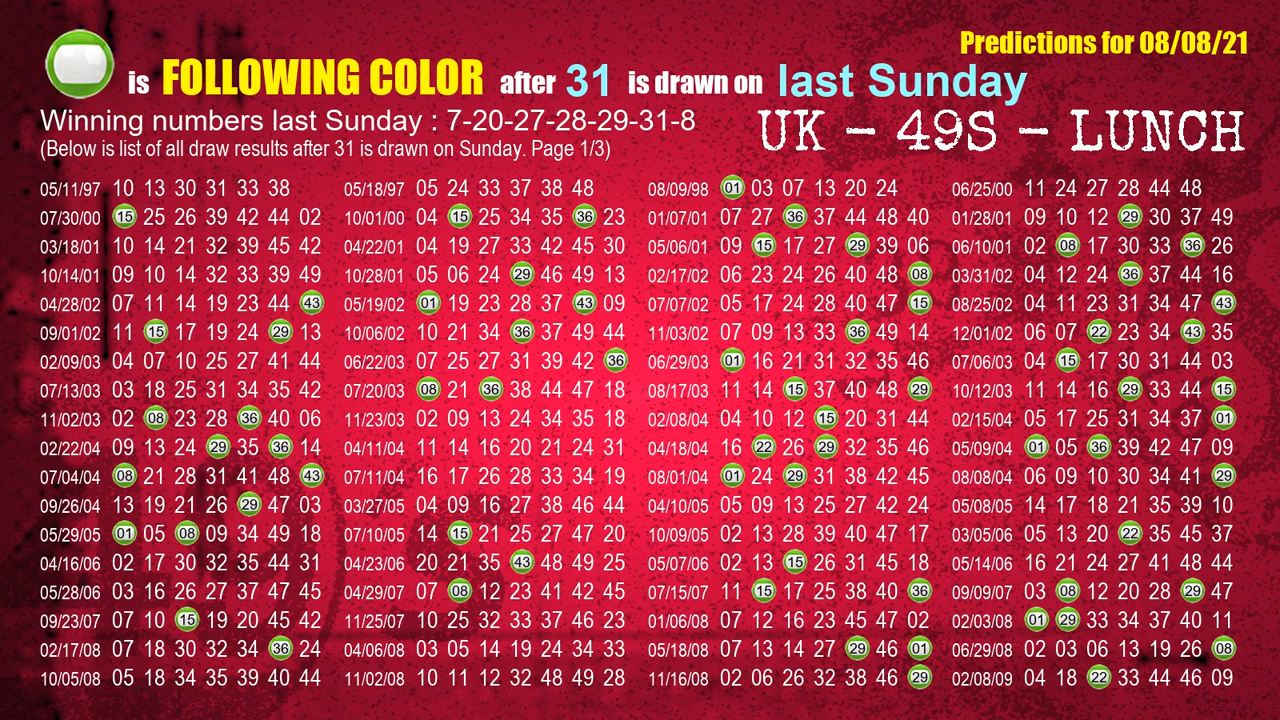 Predictions for 08/08/21
is FOLLOWING COLOR after 31 is drawn on last Sunday
Winning numbers last Sunday : 7-20-27-28-29-31-8
UK - 49S - LUNCH
(Below is list of all draw results after 31 is drawn on Sunday. Page 1/3)
05/11/97 10 13 30 31 33 38 05/18/97 05 24 33 37 38 48 08/09/98 01 03 07 13 20 24 06/25/00 11 24 27 28 44 48
07/30/00 15 25 26 39 42 44 02 10/01/00 04 15 25 34 35 36 23 01/07/01 07 27 36 37 44 48 40 01/28/01 09 10 12 29 30 37 49
03/18/01 10 14 21 32 39 45 42 04/22/01 04 19 27 33 42 45 30 05/06/01 09 15 17 27 29 39 06 06/10/01 02 08 17 30 33 36 26
10/14/01 09 10 14 32 33 39 49 10/28/01 05 06 24 29 46 49 13 02/17/02 06 23 24 26 40 48 08 03/31/02 04 12 24 36 37 44 16
04/28/02 07 11 14 19 23 44 43 05/19/02 01 19 23 28 37 43 09 07/07/02 05 17 24 28 40 47 15 08/25/02 04 11 23 31 34 47 43
09/01/02 11 15 17 19 24 29 13 10/06/02 10 21 34 36 37 49 44 11/03/02 07 09 13 33 36 49 14 12/01/02 06 07 22 23 34 43 35
02/09/03 04 07 10 25 27 41 44 06/22/03 07 25 27 31 39 42 36 06/29/03 01 16 21 31 32 35 46 07/06/03 04 15 17 30 31 44 03
07/13/03 03 18 25 31 34 35 42 07/20/03 08 21 36 38 44 47 18 08/17/03 11 14 15 37 40 48 29 10/12/03 11 14 16 29 33 44 15
11/02/03 02 08 23 28 36 40 06 11/23/03 02 09 13 24 34 35 18 02/08/04 04 10 12 15 20 31 44 02/15/04 05 17 25 31 34 37 01
02/22/04 09 13 24 29 35 36 14 04/11/04 11 14 16 20 21 24 31 04/18/04 16 22 26 29 32 35 46 05/09/04 01 05 36 39 42 47 09
07/04/04 08 21 28 31 41 48 43 07/11/04 16 17 26 28 33 34 19 08/01/04 01 24 29 31 38 42 45 08/08/04 06 09 10 30 34 41 29
09/26/04 13 19 21 26 29 47 03 03/27/05 04 09 16 27 38 46 44 04/10/05 05 09 13 25 27 42 24 05/08/05 14 17 18 21 35 39 10
05/29/05 01 05 08 09 34 49 18 07/10/05 14 15 21 25 27 47 20 10/09/05 02 13 28 39 40 47 17 03/05/06 05 13 20 22 35 45 37
04/16/06 02 17 30 32 35 44 31 04/23/06 20 21 35 43 48 49 25 05/07/06 02 13 15 26 31 45 18 05/14/06 16 21 24 27 41 48 44
05/28/06 03 16 26 27 37 47 45 04/29/07 07 08 12 23 41 42 45 07/15/07 11 15 17 25 38 40 36 09/09/07 03 08 12 20 28 29 47
09/23/07 07 10 15 19 20 45 42 11/25/07 10 25 32 33 37 46 23 01/06/08 07 12 16 23 45 47 02 02/03/08 01 29 33 34 37 40 11
02/17/08 07 18 30 32 34 36 24 04/06/08 03 05 14 19 24 34 33 05/18/08 07 13 14 27 29 46 01 06/29/08 02 03 06 13 19 26 08
10/05/08 05 18 34 35 39 40 44 11/02/08 10 11 12 32 48 49 28 11/16/08 02 06 26 32 38 46 29 02/08/09 04 18 22 33 44 46 09